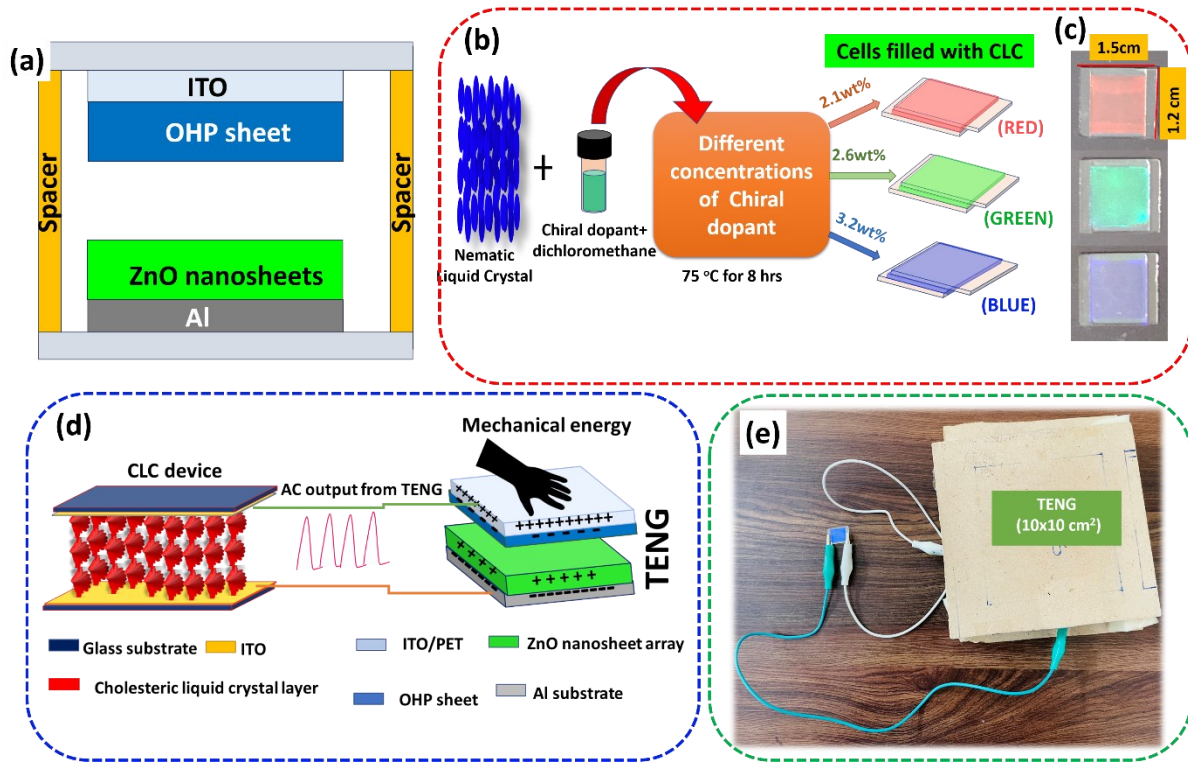 (a)
ITO
OHP sheet
Spacer
Spacer
ZnO nanosheets
Al
(b)
Cells filled with CLC
Nematic
Liquid Crystal
+
Chiral dopant+
dichloromethane
Different
concentrations
of Chiral
dopant
75 °C for 8 hrs
2.1wt%
(RED)
2.6wt%
(GREEN)
3.2wt%
(BLUE)
(c)
1.5cm
1.2 cm
(d)
CLC device
AC output from TENG
Mechanical energy
TENG
Glass substrate
ITO
ITO/PET
ZnO nanosheet array
Cholesteric liquid crystal layer
OHP sheet
Al substrate
(e)
TENG
(10x10 cm²)